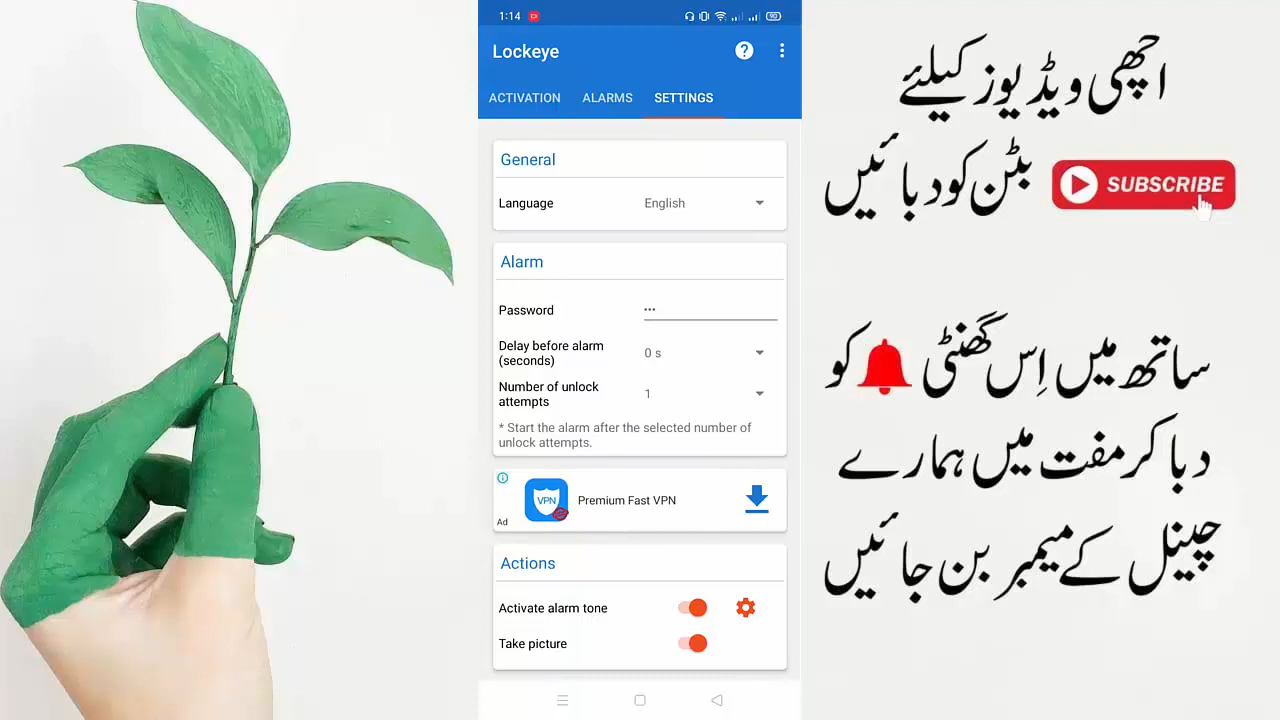 1:14
90
Lockeye
ACTIVATION ALARMS SETTINGS
General
Language English
Alarm
Password •••
Delay before alarm (seconds) 0 s
Number of unlock attempts 1
* Start the alarm after the selected number of
unlock attempts.
VPN
Premium Fast VPN
Ad
Actions
Activate alarm tone
Take picture
اچھی ویڈیوز کیلئے
بٹن کو دبائیں SUBSCRIBE
ساتھ میں اِس گھنٹی کو
دبا کر مفت میں ہمارے
چینل کے میمبر بن جائیں